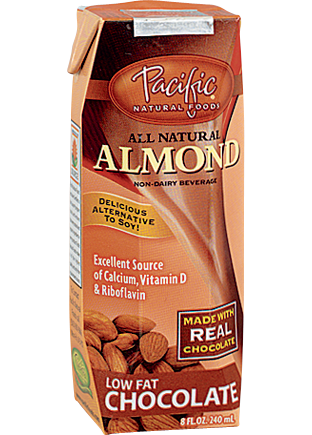 Pacific®
NATURAL FOODS
ALL NATURAL
ALMOND
NON-DAIRY BEVERAGE
DELICIOUS
ALTERNATIVE
TO SOY!
Excellent Source
of Calcium, Vitamin D
& Riboflavin
MADE WITH
REAL
CHOCOLATE
LOW FAT
CHOCOLATE
8 FL.OZ. 240 mL